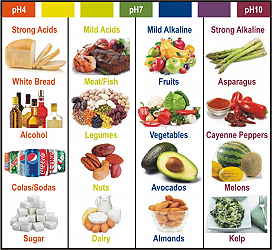 pH4 pH7 pH10
Strong Acids Mild Acids Mild Alkaline Strong Alkaline
White Bread Meat/Fish Fruits Asparagus
Alcohol Legumes Vegetables Cayenne Peppers
Colas/Sodas Nuts Avocados Melons
Sugar Dairy Almonds Kelp